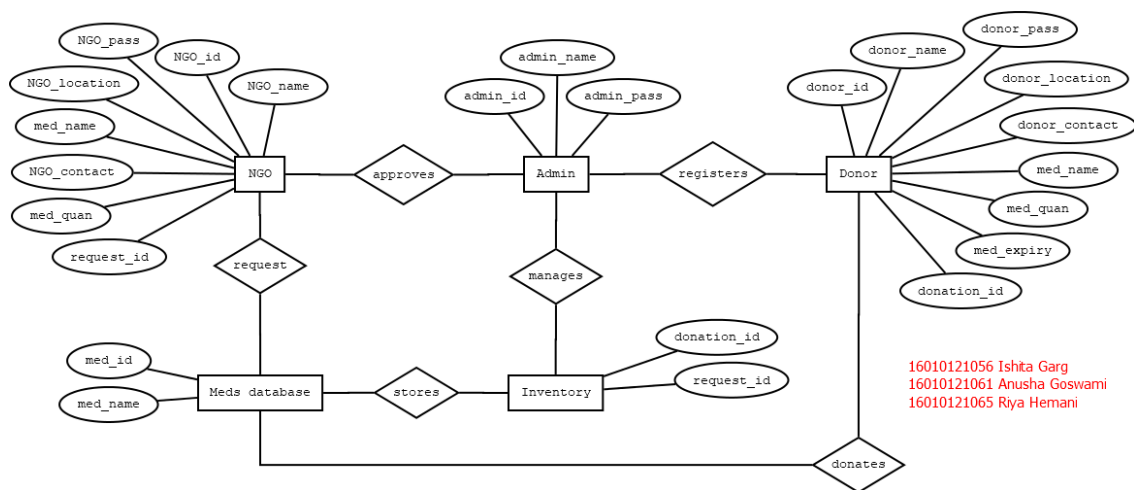 NGO_pass
NGO_id
NGO_location
NGO_name
med_name
NGO_contact
med_quan
request_id
NGO
approves
admin_name
admin_id
admin_pass
Admin
registers
donor_pass
donor_name
donor_id
donor_location
donor_contact
med_name
med_quan
med_expiry
donation_id
Donor
request
manages
med_id
med_name
Meds database
stores
Inventory
donation_id
request_id
donates
16010121056 Ishita Garg
16010121061 Anusha Goswami
16010121065 Riya Hemani